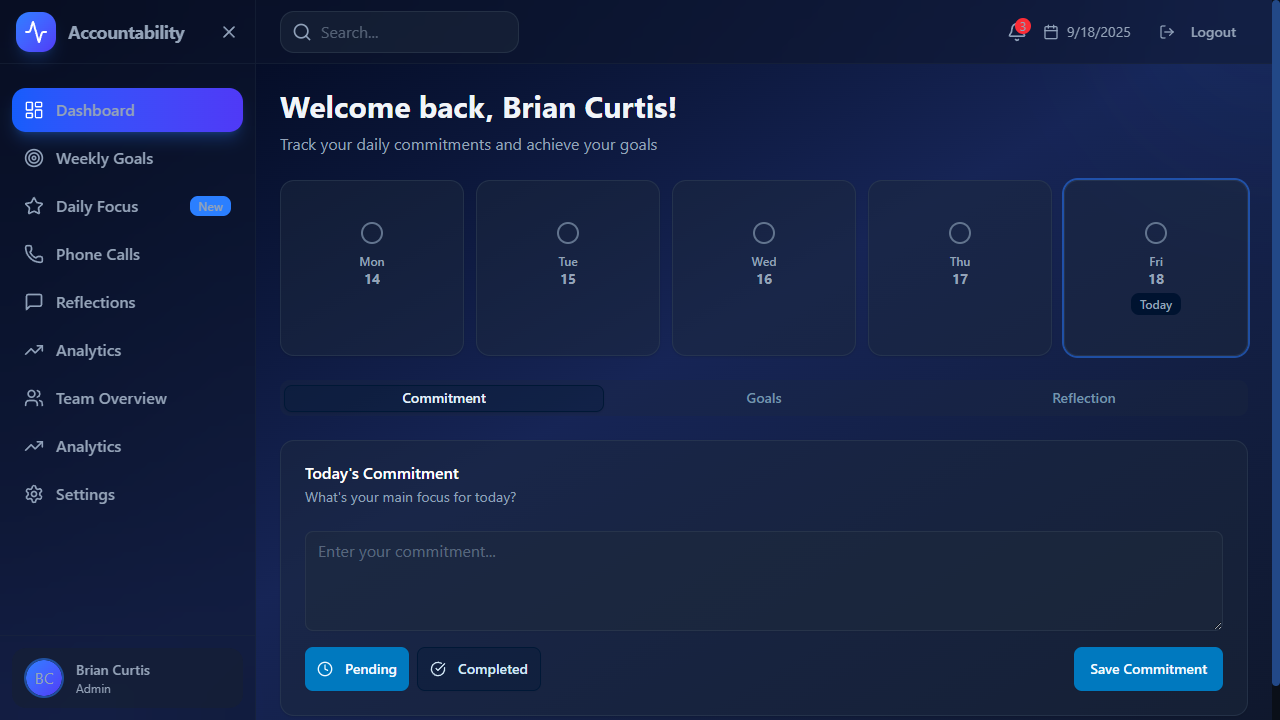 Accountability
Search...
3
9/18/2025
Logout
Dashboard
Weekly Goals
Daily Focus
New
Phone Calls
Reflections
Analytics
Team Overview
Analytics
Settings
BC
Brian Curtis
Admin
Welcome back, Brian Curtis!
Track your daily commitments and achieve your goals
Mon
14
Tue
15
Wed
16
Thu
17
Fri
18
Today
Commitment
Goals
Reflection
Today's Commitment
What's your main focus for today?
Enter your commitment...
Pending
Completed
Save Commitment